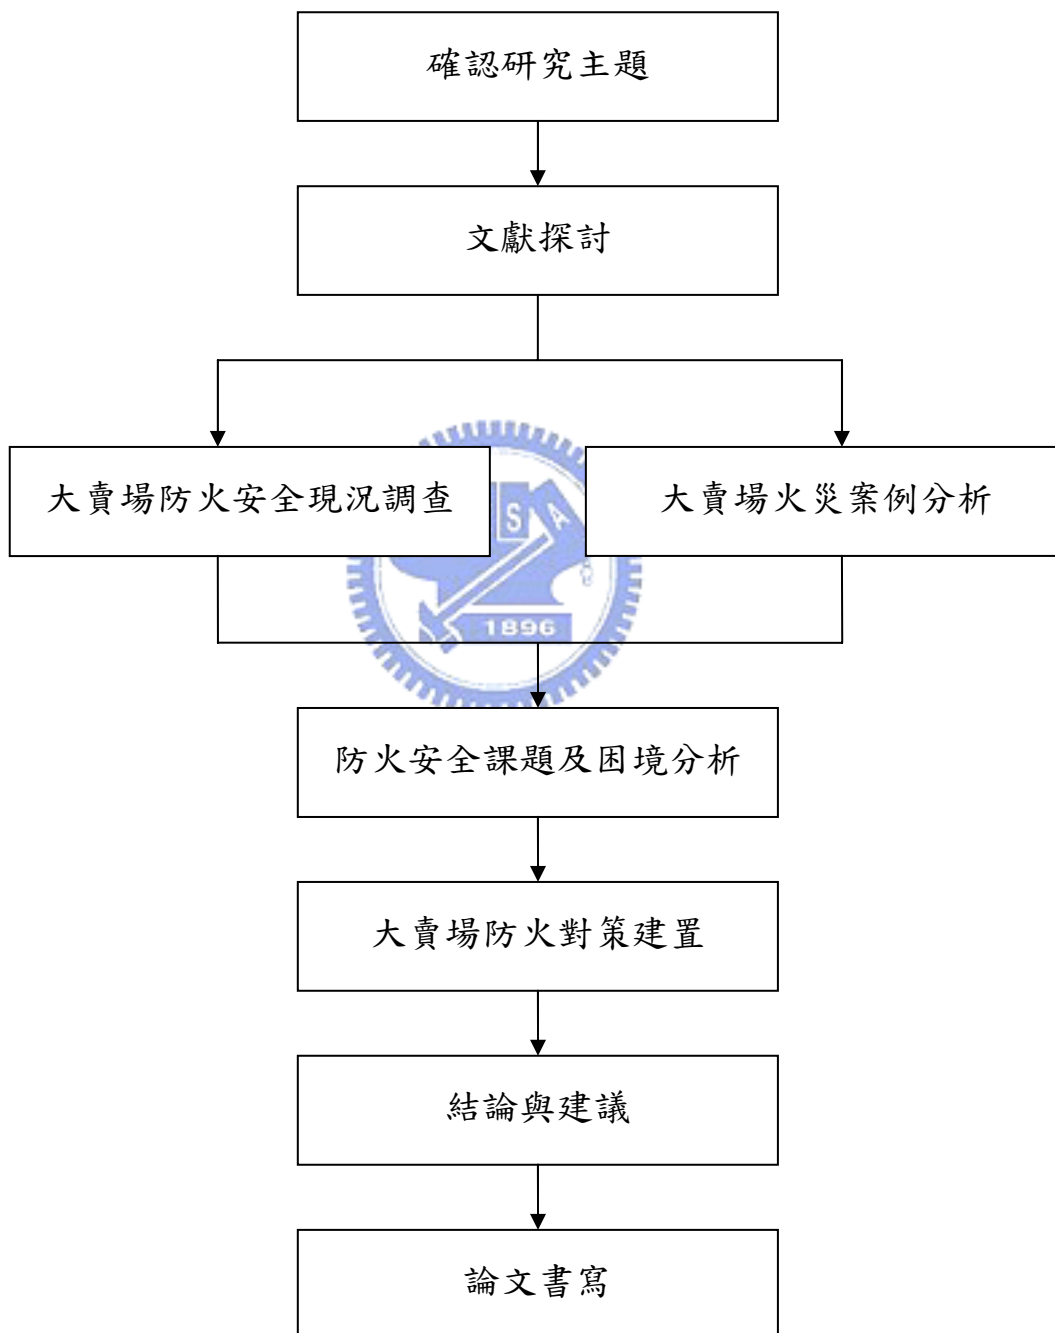 確認研究主題
文獻探討
大賣場防火安全現況調查
大賣場火災案例分析
S A
1896
防火安全課題及困境分析
大賣場防火對策建置
結論與建議
論文書寫